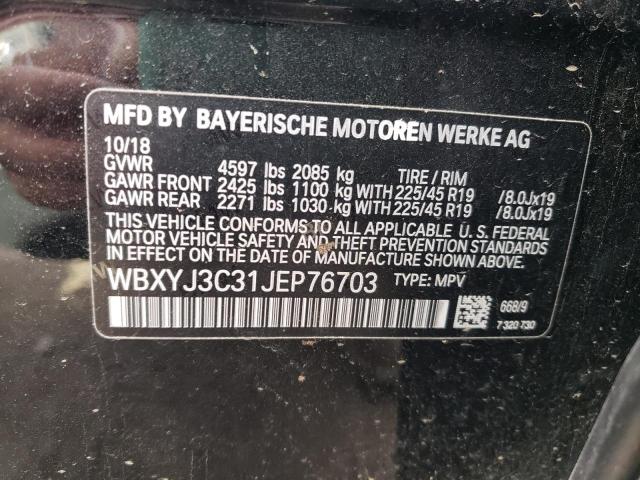 MFD BY BAYERISCHE MOTOREN WERKE AG
10/18
GVWR 4597 lbs 2085 kg TIRE / RIM
GAWR FRONT 2425 lbs 1100 kg WITH 225/45 R19 /8.0Jx19
GAWR REAR 2271 lbs 1030 kg WITH 225/45 R19 /8.0Jx19
THIS VEHICLE CONFORMS TO ALL APPLICABLE U. S. FEDERAL
MOTOR VEHICLE SAFETY AND THEFT PREVENTION STANDARDS
IN EFFECT ON THE DATE OF MANUFACTURE SHOWN ABOVE.
WBXYJ3C31JEP76703 TYPE: MPV
668/9
7 320 730